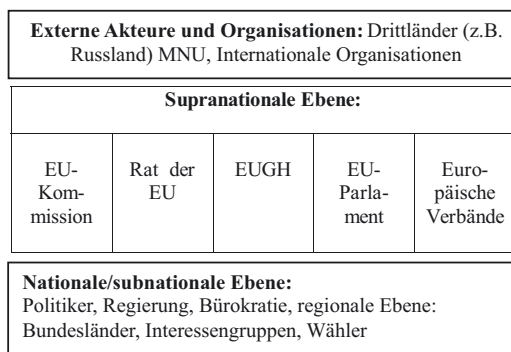 Externe Akteure und Organisationen: Drittländer (z.B.
Russland) MNU, Internationale Organisationen
Supranationale Ebene:
EU-
Kom-
mission
Rat der
EU
EUGH
EU-
Parla-
ment
Euro-
päische
Verbände
Nationale/subnationale Ebene:
Politiker, Regierung, Bürokratie, regionale Ebene:
Bundesländer, Interessengruppen, Wähler